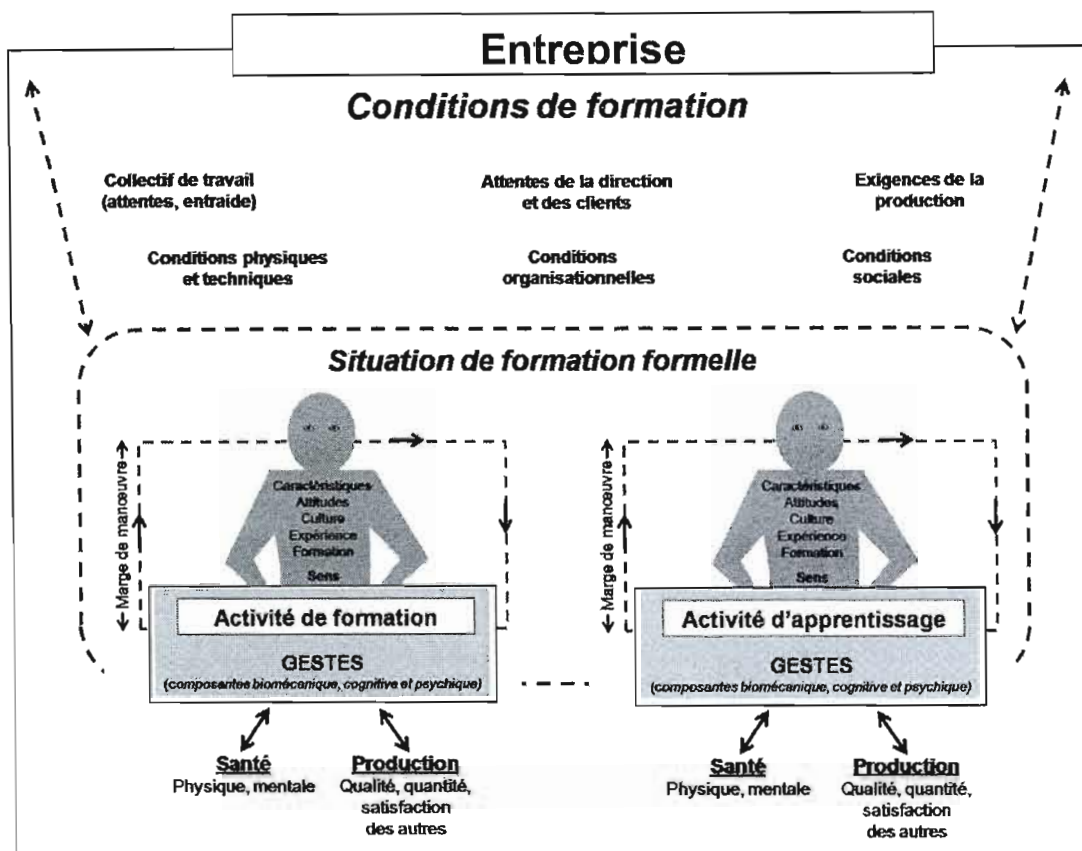 Entreprise
Conditions de formation
Collectif de travail
(attentes, entraide)
Attentes de la direction
et des clients
Exigences de la
production
Conditions physiques
et techniques
Conditions
organisationnelles
Conditions
sociales
Situation de formation formelle
Marge de manœuvre
Caractéristiques
Attitudes
Culture
Expérience
Formation
Sens
Activité de formation
GESTES
(composantes biomécanique, cognitive et psychique)
Santé
Physique, mentale
Production
Qualité, quantité,
satisfaction
des autres
Marge de manœuvre
Caractéristiques
Attitudes
Culture
Expérience
Formation
Sens
Activité d'apprentissage
GESTES
(composantes biomécanique, cognitive et psychique)
Santé
Physique, mentale
Production
Qualité, quantité,
satisfaction
des autres